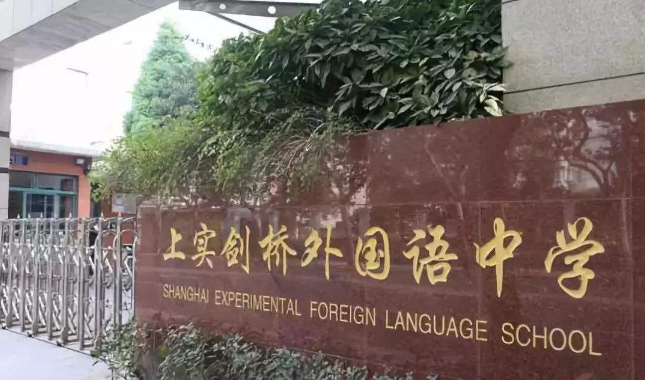 上实剑桥外国语中学
SHANGHAI EXPERIMENTAL FOREIGN LANGUAGE SCHOOL